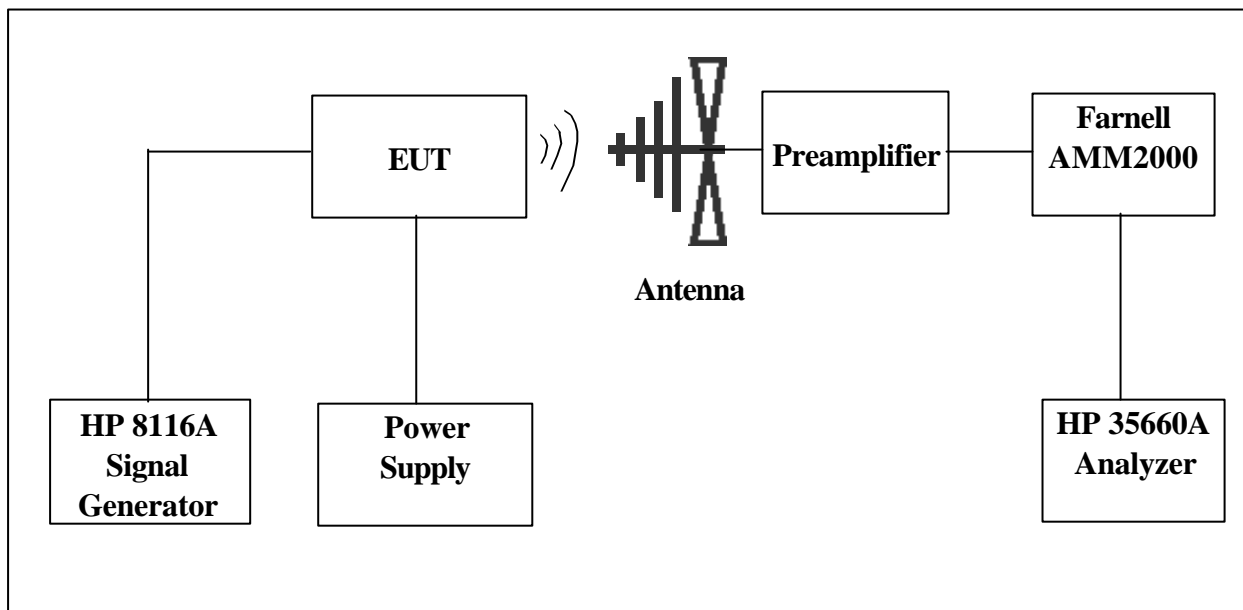 EUT
Preamplifier
Farnell
AMM2000
Antenna
HP 8116A
Signal
Generator
Power
Supply
HP 35660A
Analyzer